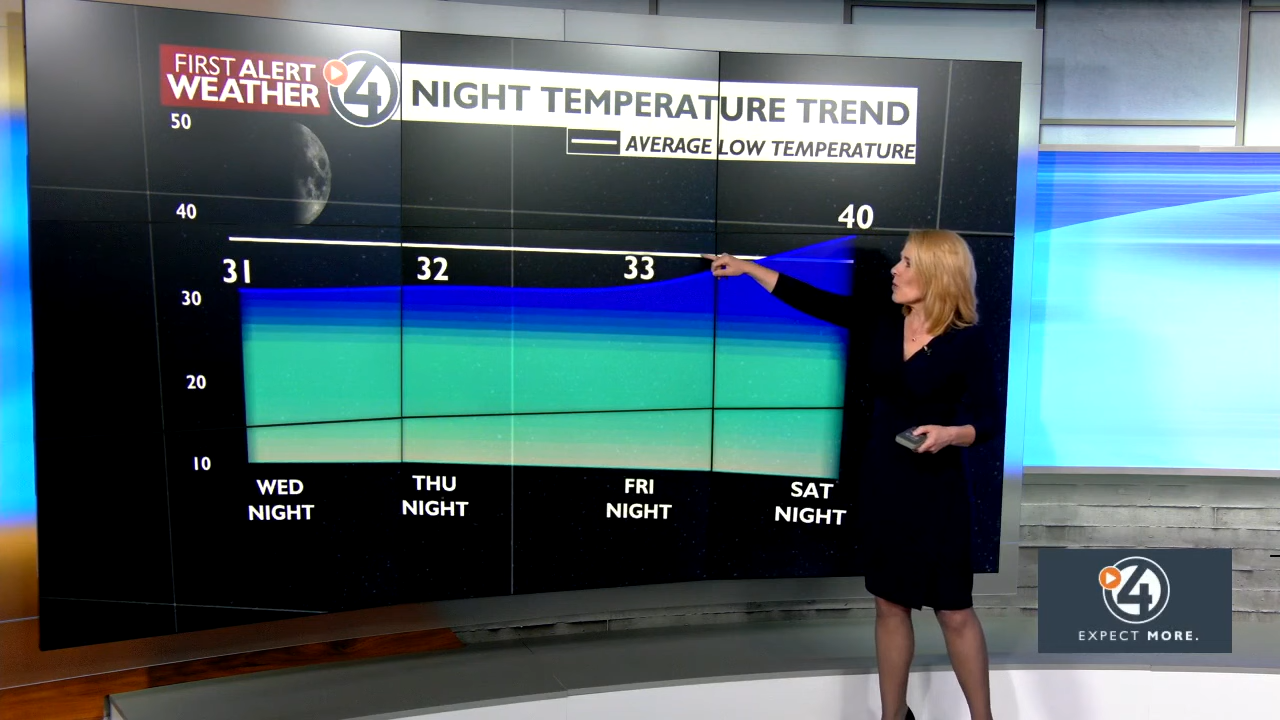 FIRST ALERT
WEATHER
4
NIGHT TEMPERATURE TREND
AVERAGE LOW TEMPERATURE
50
40
30
20
10
31
32
33
40
WED
NIGHT
THU
NIGHT
FRI
NIGHT
SAT
NIGHT
4
EXPECT MORE.